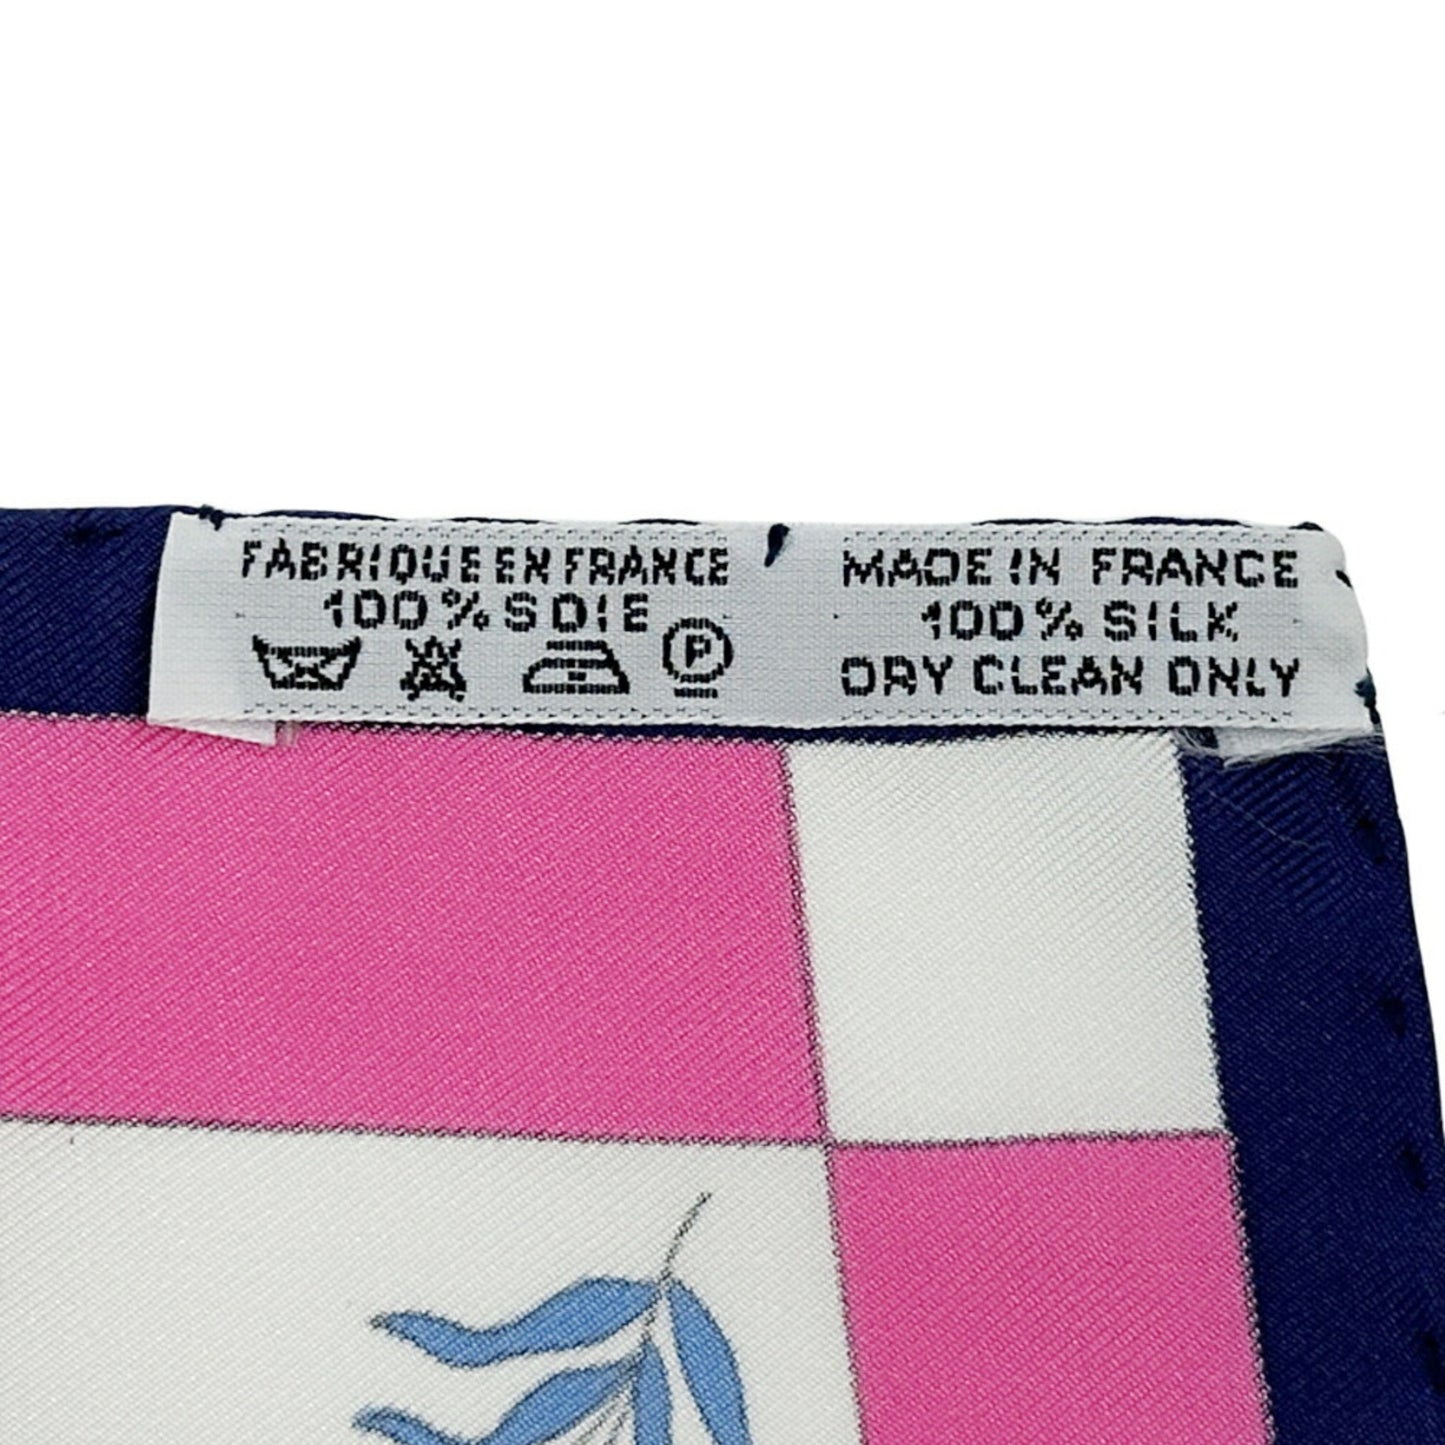 FABRIQUE EN FRANCE
100% SOIE
P
MADE IN FRANCE
100% SILK
DRY CLEAN ONLY